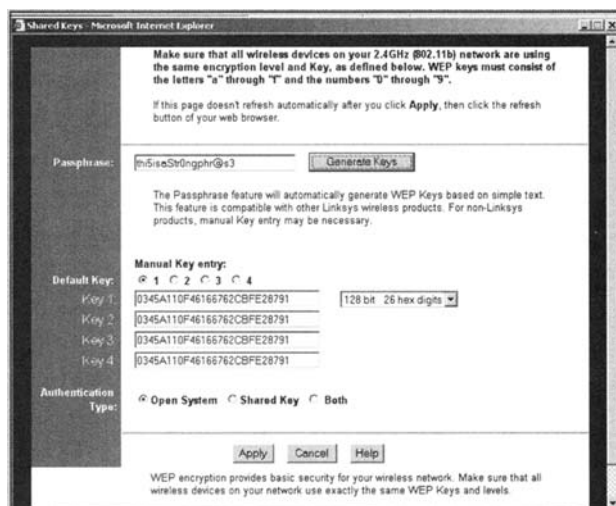 Shared Keys - Microsoft Internet Explorer
Make sure that all wireless devices on your 2.4GHz (802.11b) network are using
the same encryption level and Key, as defined below. WEP keys must consist of
the letters "a" through "f" and the numbers "0" through "9".
If this page doesn't refresh automatically after you click Apply, then click the refresh
button of your web browser.
Passphrase: thi5isaStr0ngphr@s3 Generate Keys
The Passphrase feature will automatically generate WEP Keys based on simple text.
This feature is compatible with other Linksys wireless products. For non-Linksys
products, manual Key entry may be necessary.
Manual Key entry:
Default Key: 1 2 3 4
Key 1: 0345A110F46166762CBFE28791 128 bit 26 hex digits
Key 2: 0345A110F46166762CBFE28791
Key 3: 0345A110F46166762CBFE28791
Key 4: 0345A110F46166762CBFE28791
Authentication
Type: Open System Shared Key Both
Apply Cancel Help
WEP encryption provides basic security for your wireless network. Make sure that all
wireless devices on your network use exactly the same WEP Keys and levels.